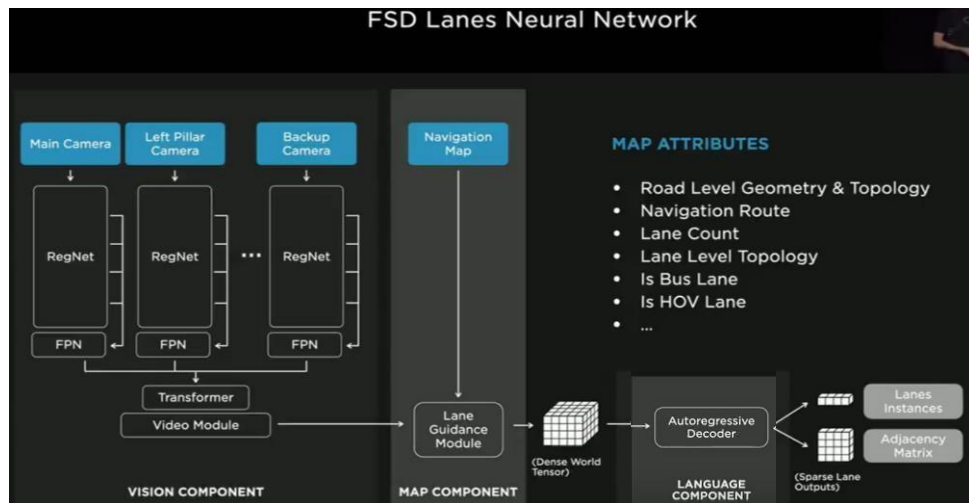 FSD Lanes Neural Network
Main Camera
Left Pillar
Camera
Backup
Camera
Navigation
Map
RegNet
RegNet
...
RegNet
FPN
FPN
FPN
Transformer
Video Module
Lane
Guidance
Module
VISION COMPONENT
MAP COMPONENT
MAP ATTRIBUTES
• Road Level Geometry & Topology
• Navigation Route
• Lane Count
• Lane Level Topology
• Is Bus Lane
• Is HOV Lane
• ...
(Dense World
Tensor)
Autoregressive
Decoder
LANGUAGE
COMPONENT
Lanes
Instances
Adjacency
Matrix
(Sparse Lane
Outputs)